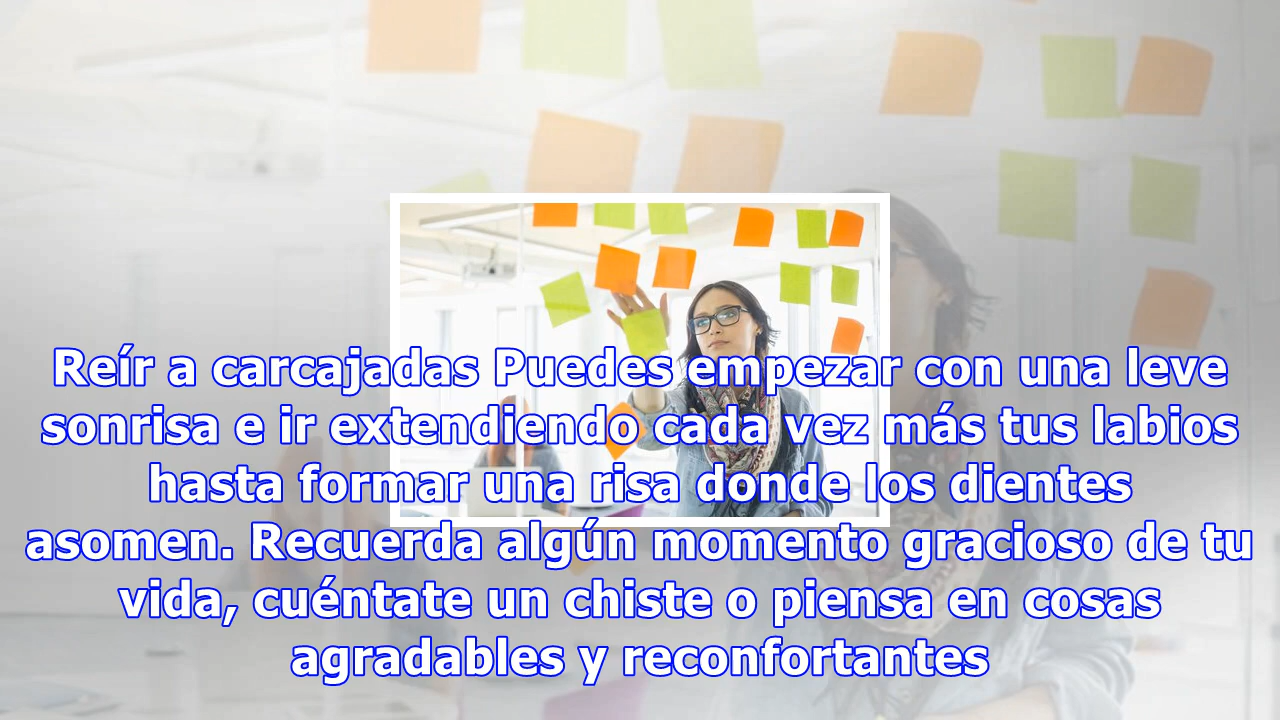 Reír a carcajadas Puedes empezar con una leve
sonrisa e ir extendiendo cada vez más tus labios
hasta formar una risa donde los dientes
asomen. Recuerda algún momento gracioso de tu
vida, cuéntate un chiste o piensa en cosas
agradables y reconfortantes